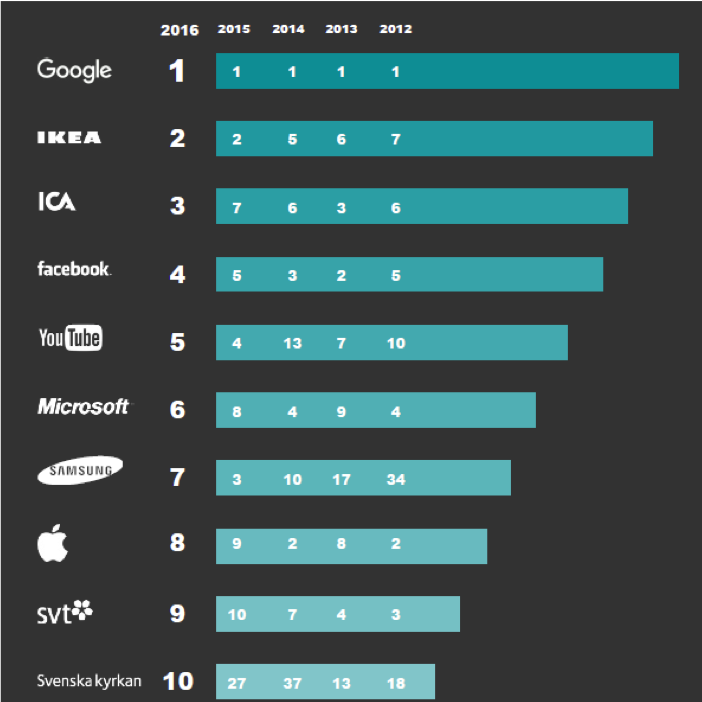 2016 2015 2014 2013 2012
Google 1 1 1 1 1
IKEA 2 2 5 6 7
ICA 3 7 6 3 6
facebook 4 5 3 2 5
YouTube 5 4 13 7 10
Microsoft 6 8 4 9 4
SAMSUNG 7 3 10 17 34
8 9 2 8 2
svt 9 10 7 4 3
Svenska kyrkan 10 27 37 13 18